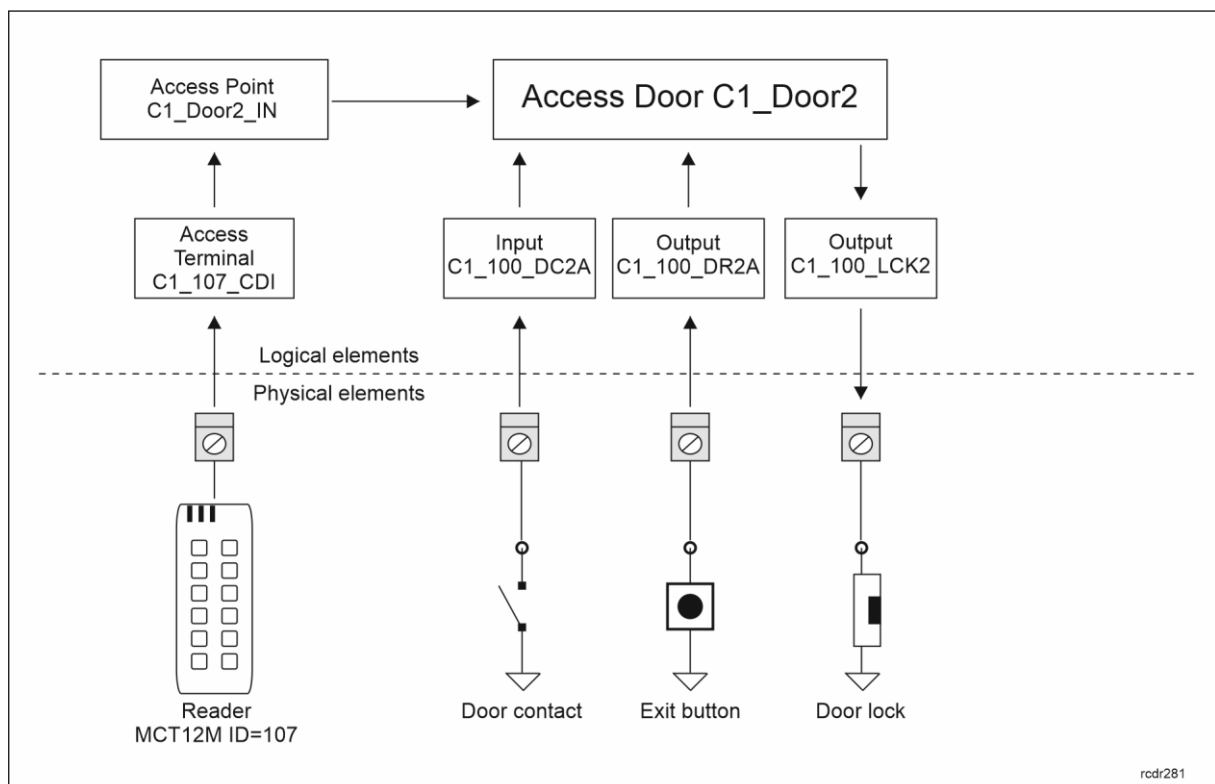 Access Point
C1_Door2_IN
Access Door C1_Door2
Access
Terminal
C1_107_CDI
Input
C1_100_DC2A
Output
C1_100_DR2A
Output
C1_100_LCK2
Logical elements
Physical elements
Reader
MCT12M ID=107
Door contact
Exit button
Door lock
rcdr281